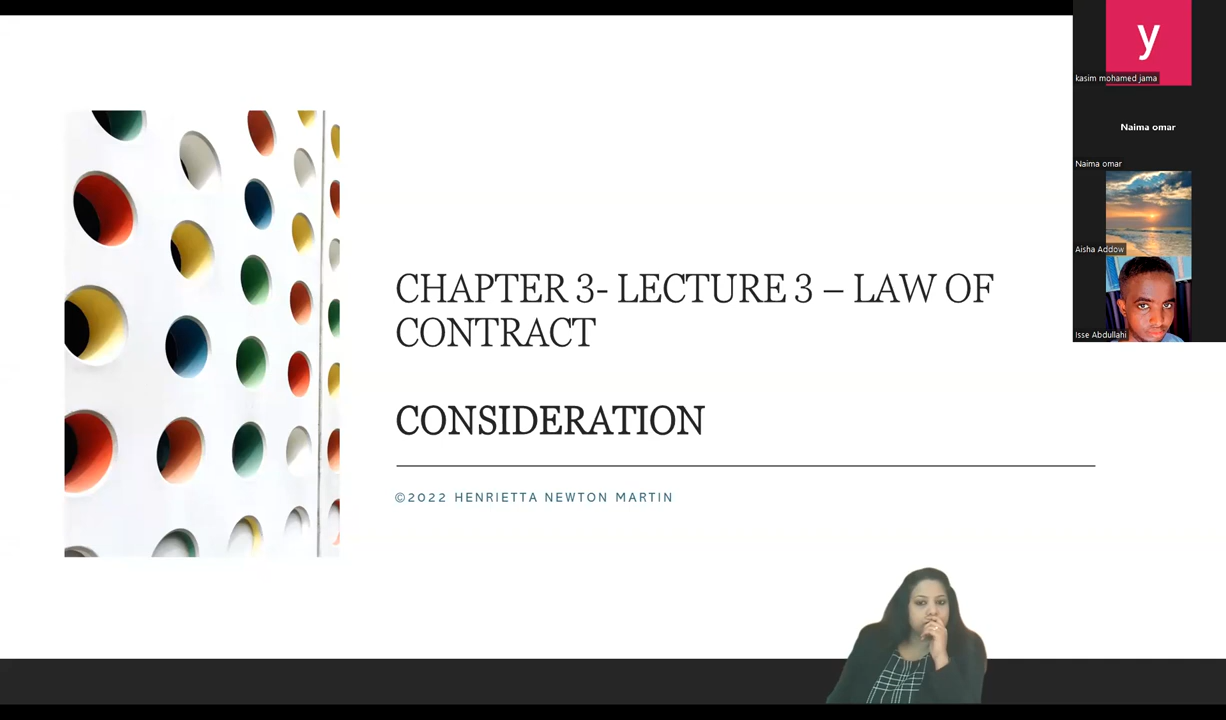 CHAPTER 3- LECTURE 3 – LAW OF
CONTRACT
CONSIDERATION
©2022 HENRIETTA NEWTON MARTIN
y
kasim mohamed jama
Naima omar
Naima omar
Aisha Addow
Isse Abdullahi